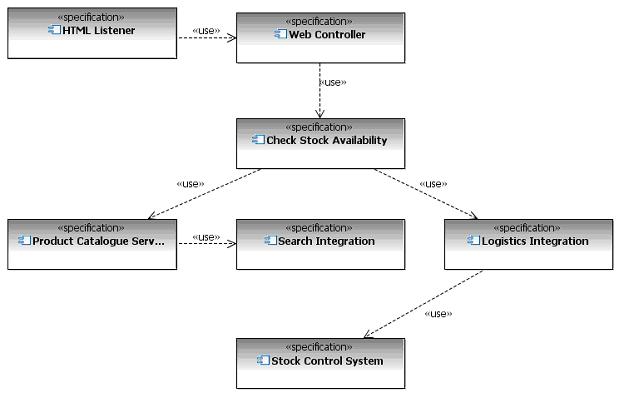 «specification»
HTML Listener
«use»
«specification»
Web Controller
«use»
«specification»
Check Stock Availability
«use»
«use»
«specification»
Product Catalogue Serv...
«use»
«specification»
Search Integration
«specification»
Logistics Integration
«use»
«specification»
Stock Control System